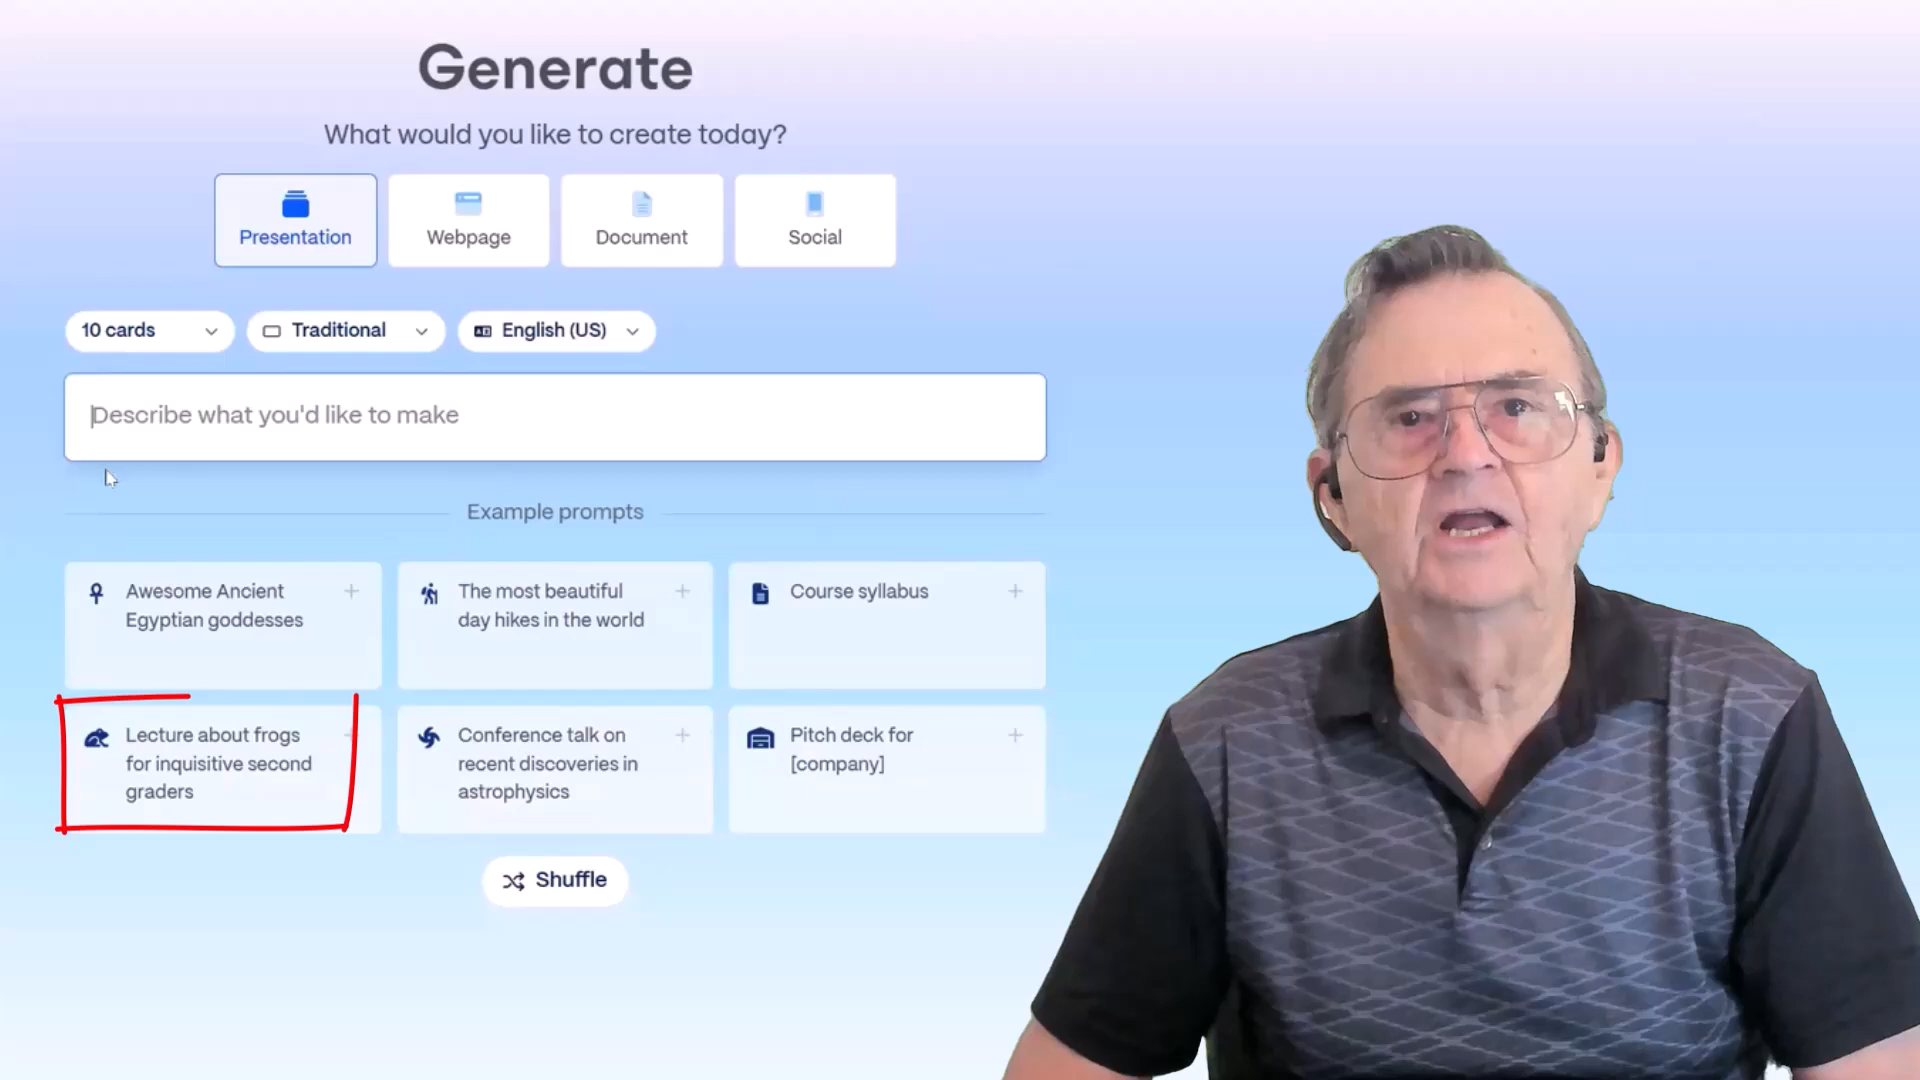 Generate
What would you like to create today?
Presentation
Webpage
Document
Social
10 cards
Traditional
English (US)
Describe what you'd like to make
Example prompts
Awesome Ancient
Egyptian goddesses
The most beautiful
day hikes in the world
Course syllabus
Lecture about frogs
for inquisitive second
graders
Conference talk on
recent discoveries in
astrophysics
Pitch deck for
[company]
Shuffle